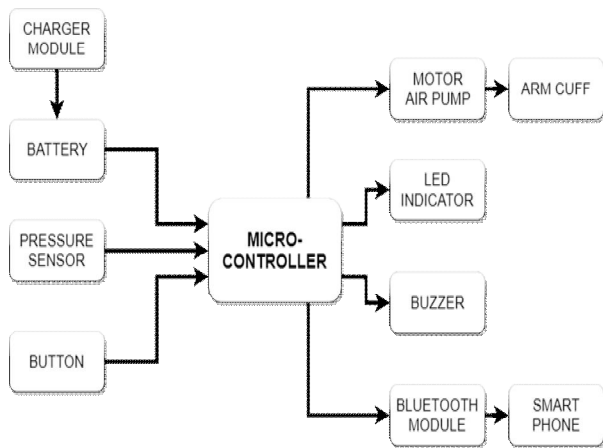 CHARGER
MODULE
BATTERY
PRESSURE
SENSOR
BUTTON
MICRO-
CONTROLLER
MOTOR
AIR PUMP
ARM CUFF
LED
INDICATOR
BUZZER
BLUETOOTH
MODULE
SMART
PHONE